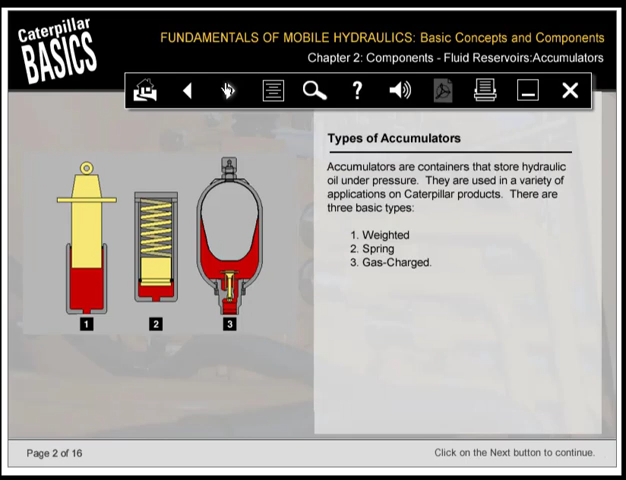 Caterpillar
BASICS
FUNDAMENTALS OF MOBILE HYDRAULICS: Basic Concepts and Components
Chapter 2: Components - Fluid Reservoirs:Accumulators
?
Types of Accumulators
Accumulators are containers that store hydraulic
oil under pressure. They are used in a variety of
applications on Caterpillar products. There are
three basic types:
1. Weighted
2. Spring
3. Gas-Charged.
1 2 3
Page 2 of 16
Click on the Next button to continue.